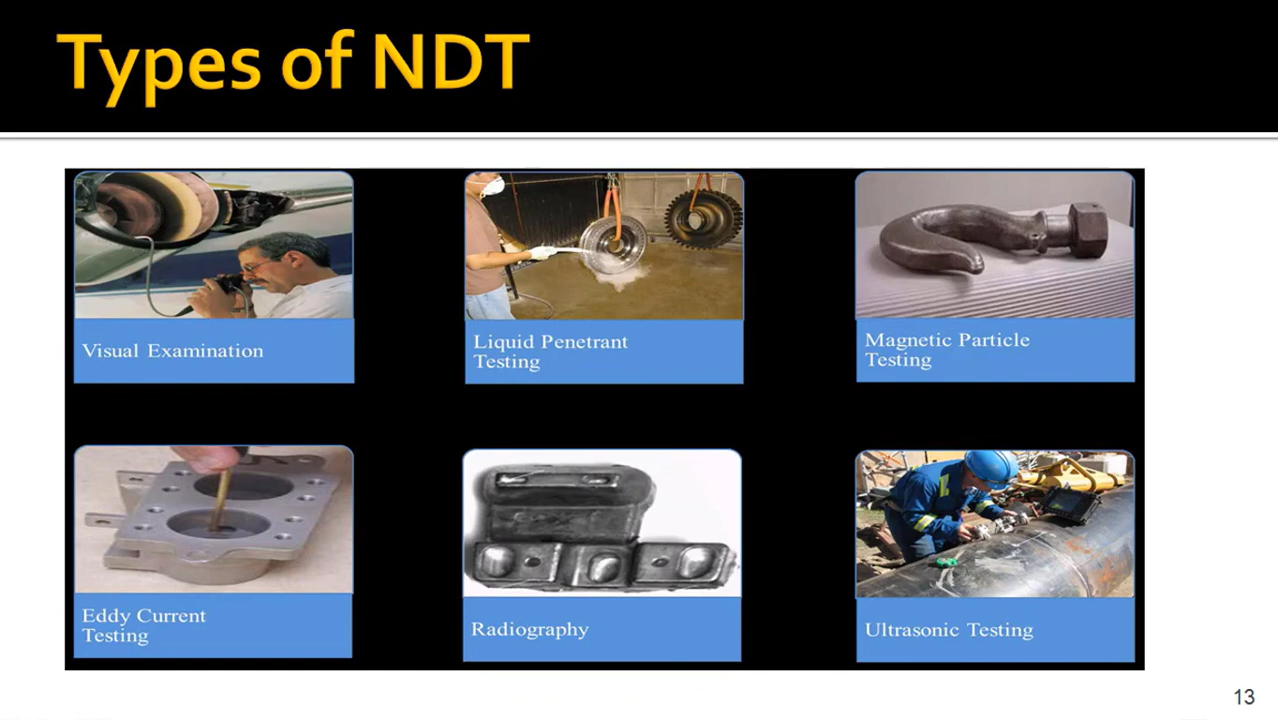 Types of NDT
Visual Examination
Liquid Penetrant
Testing
Magnetic Particle
Testing
Eddy Current
Testing
Radiography
Ultrasonic Testing
13